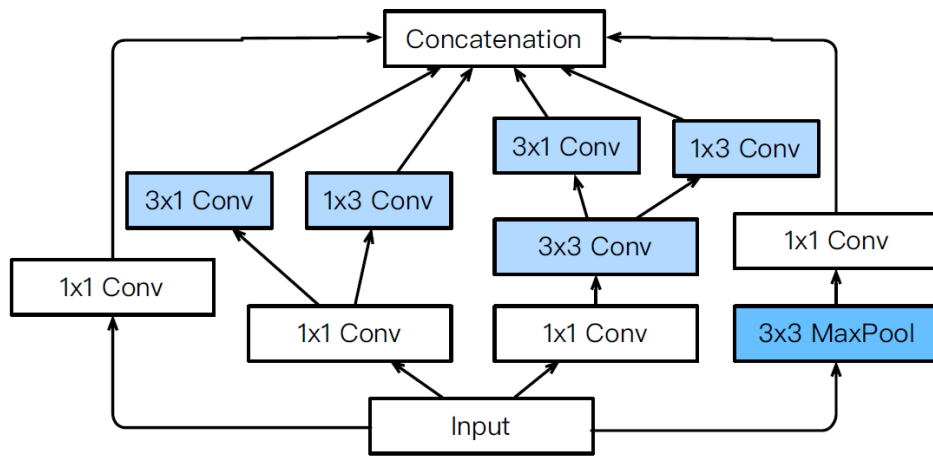 Concatenation
3x1 Conv
1x3 Conv
3x1 Conv
1x3 Conv
1x1 Conv
3x3 Conv
1x1 Conv
1x1 Conv
1x1 Conv
3x3 MaxPool
Input